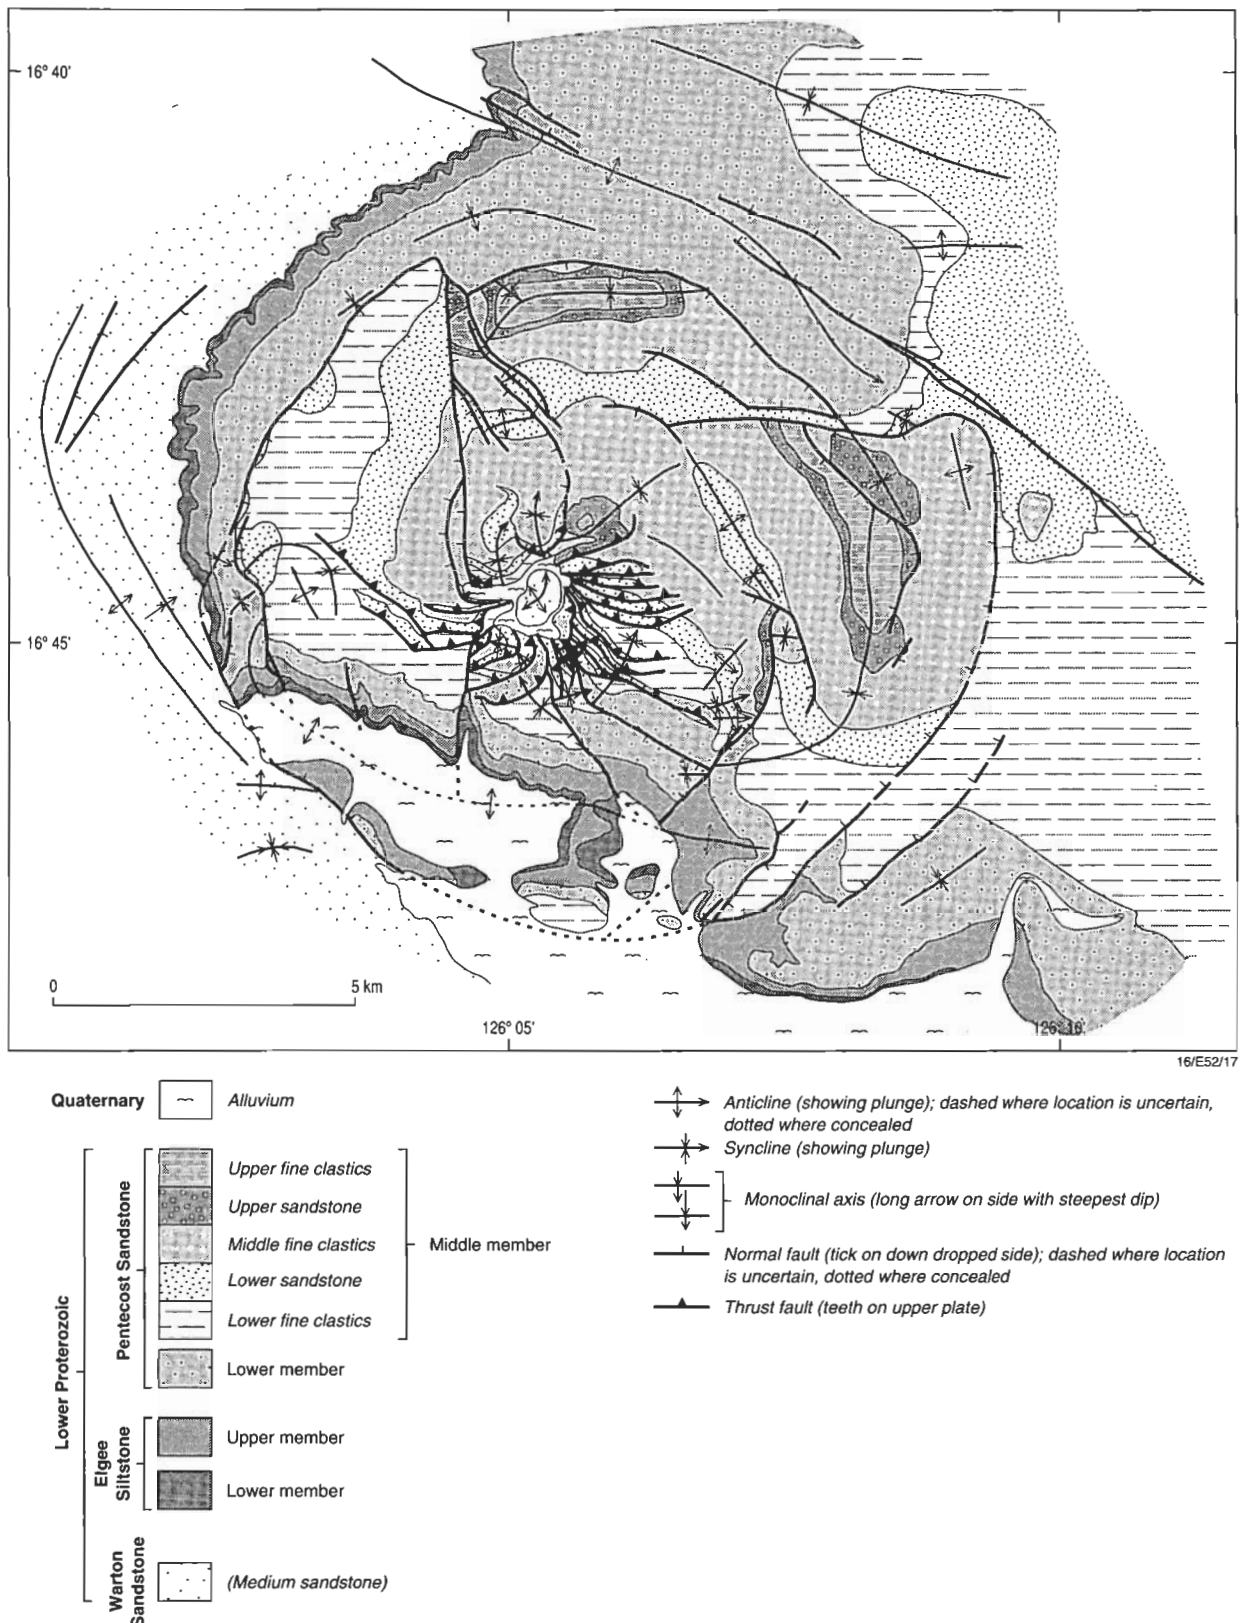 16° 40'
16° 45'
0 5 km
126° 05'
126° 10'
16/E52/17
Quaternary
Alluvium
Lower Proterozoic
Pentecost Sandstone
Upper fine clastics
Upper sandstone
Middle fine clastics
Lower sandstone
Lower fine clastics
Middle member
Lower member
Elgee
Siltstone
Upper member
Lower member
Warton
Sandstone
(Medium sandstone)
Anticline (showing plunge); dashed where location is uncertain,
dotted where concealed
Syncline (showing plunge)
Monoclinal axis (long arrow on side with steepest dip)
Normal fault (tick on down dropped side); dashed where location
is uncertain, dotted where concealed
Thrust fault (teeth on upper plate)